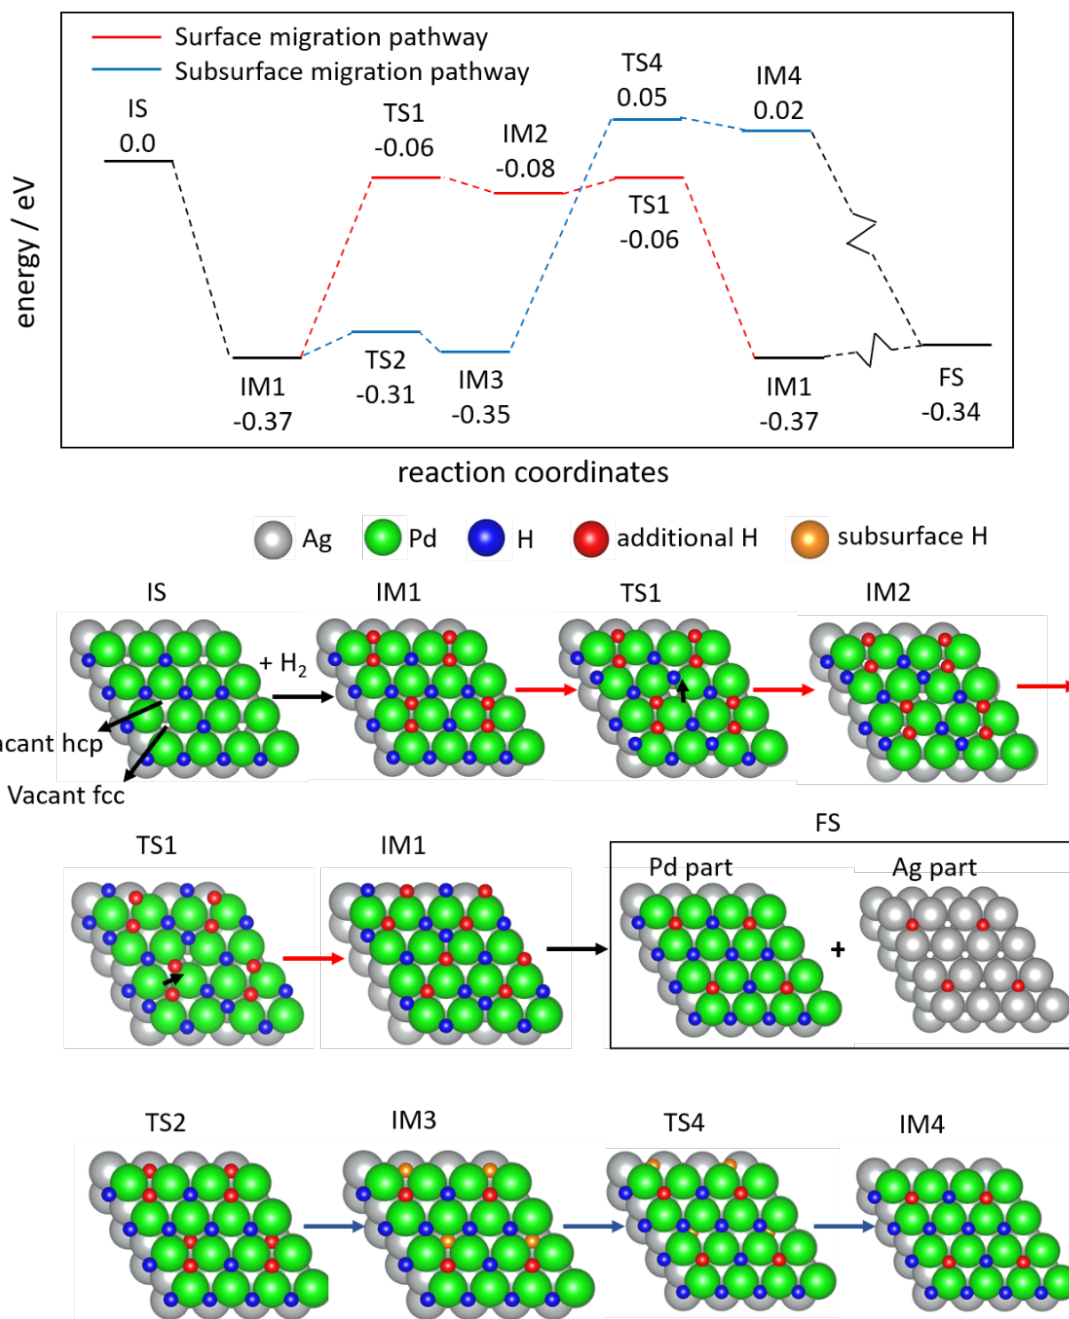 Surface migration pathway
Subsurface migration pathway
IS
0.0
TS1
-0.06
IM2
-0.08
TS4
0.05
IM4
0.02
TS1
-0.06
IM1
-0.37
TS2
-0.31
IM3
-0.35
IM1
-0.37
FS
-0.34
energy / eV
reaction coordinates
Ag
Pd
H
additional H
subsurface H
IS
IM1
TS1
IM2
+ H2
acant hcp
Vacant fcc
TS1
IM1
FS
Pd part
Ag part
+
TS2
IM3
TS4
IM4